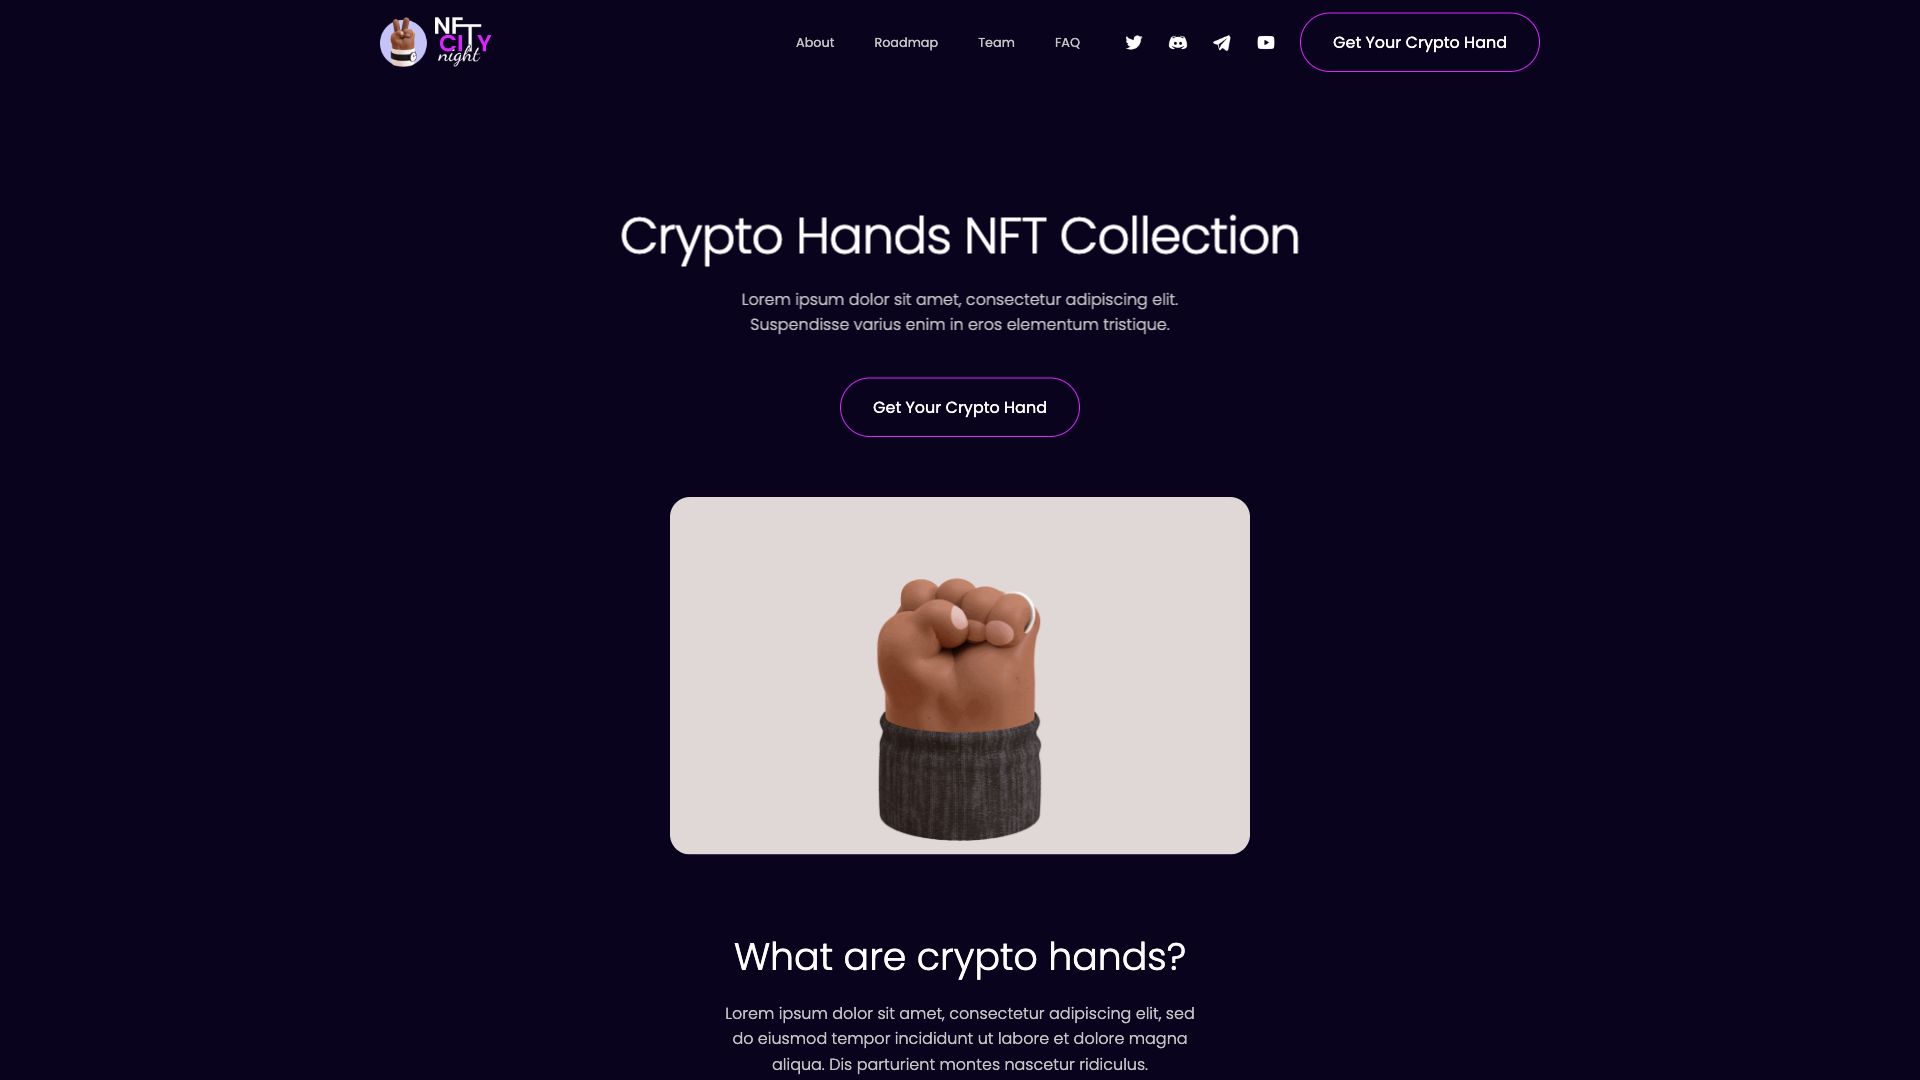 NFT
CITY
night
About
Roadmap
Team
FAQ
Get Your Crypto Hand
Crypto Hands NFT Collection
Lorem ipsum dolor sit amet, consectetur adipiscing elit.
Suspendisse varius enim in eros elementum tristique.
Get Your Crypto Hand
What are crypto hands?
Lorem ipsum dolor sit amet, consectetur adipiscing elit, sed
do eiusmod tempor incididunt ut labore et dolore magna
aliqua. Dis parturient montes nascetur ridiculus.